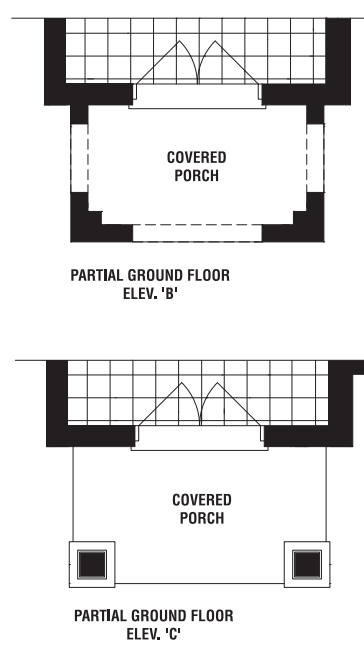 COVERED
PORCH
PARTIAL GROUND FLOOR
ELEV. 'B'
COVERED
PORCH
PARTIAL GROUND FLOOR
ELEV. 'C'